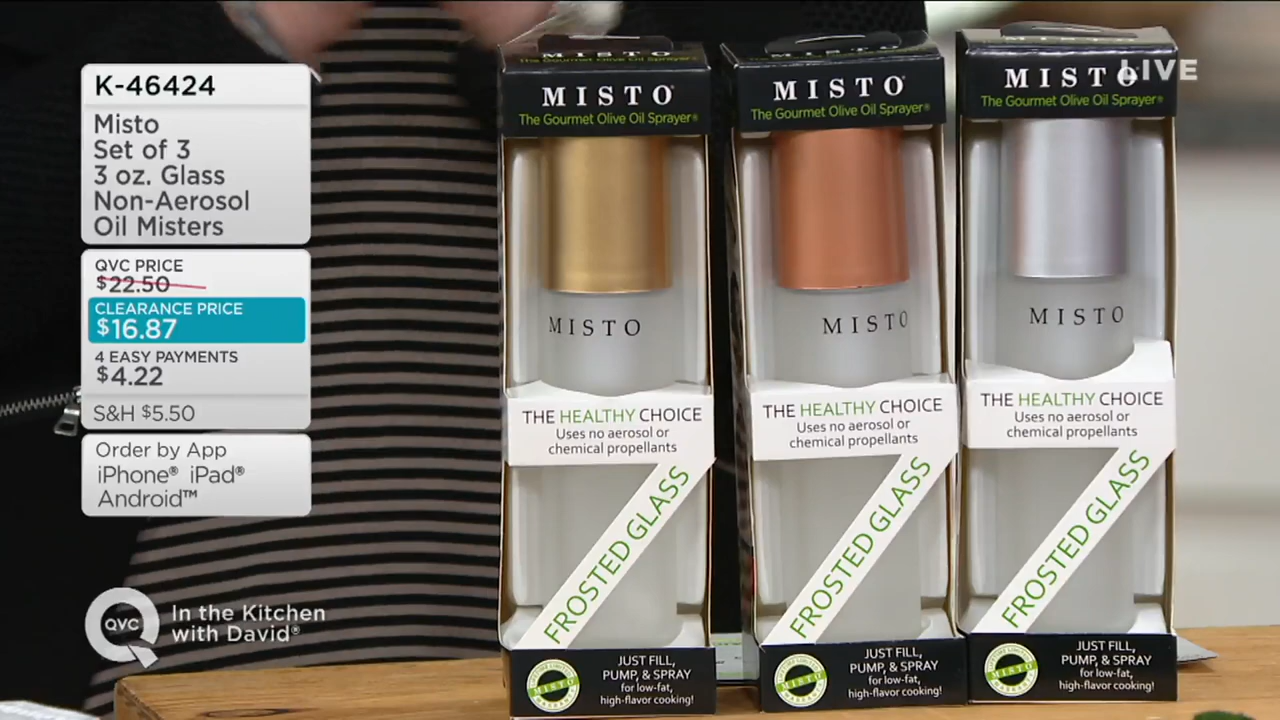 K-46424
Misto
Set of 3
3 oz. Glass
Non-Aerosol
Oil Misters
QVC PRICE
$22.50
CLEARANCE PRICE
$16.87
4 EASY PAYMENTS
$4.22
S&H $5.50
Order by App
iPhone® iPad®
Android™
QVC
In the Kitchen
with David®
LIVE
MISTO
MISTO®
The Gourmet Olive Oil Sprayer®
MISTO
THE HEALTHY CHOICE
Uses no aerosol or
chemical propellants
FROSTED GLASS
MISTO
JUST FILL,
PUMP, & SPRAY
for low-fat,
high-flavor cooking!
MISTO
MISTO®
The Gourmet Olive Oil Sprayer®
MISTO
THE HEALTHY CHOICE
Uses no aerosol or
chemical propellants
FROSTED GLASS
MISTO
JUST FILL,
PUMP, & SPRAY
for low-fat,
high-flavor cooking!
MISTO
The Gourmet Olive Oil Sprayer®
MISTO
THE HEALTHY CHOICE
Uses no aerosol or
chemical propellants
FROSTED GLASS
MISTO
JUST FILL,
PUMP, & SPRAY
for low-fat,
high-flavor cooking!